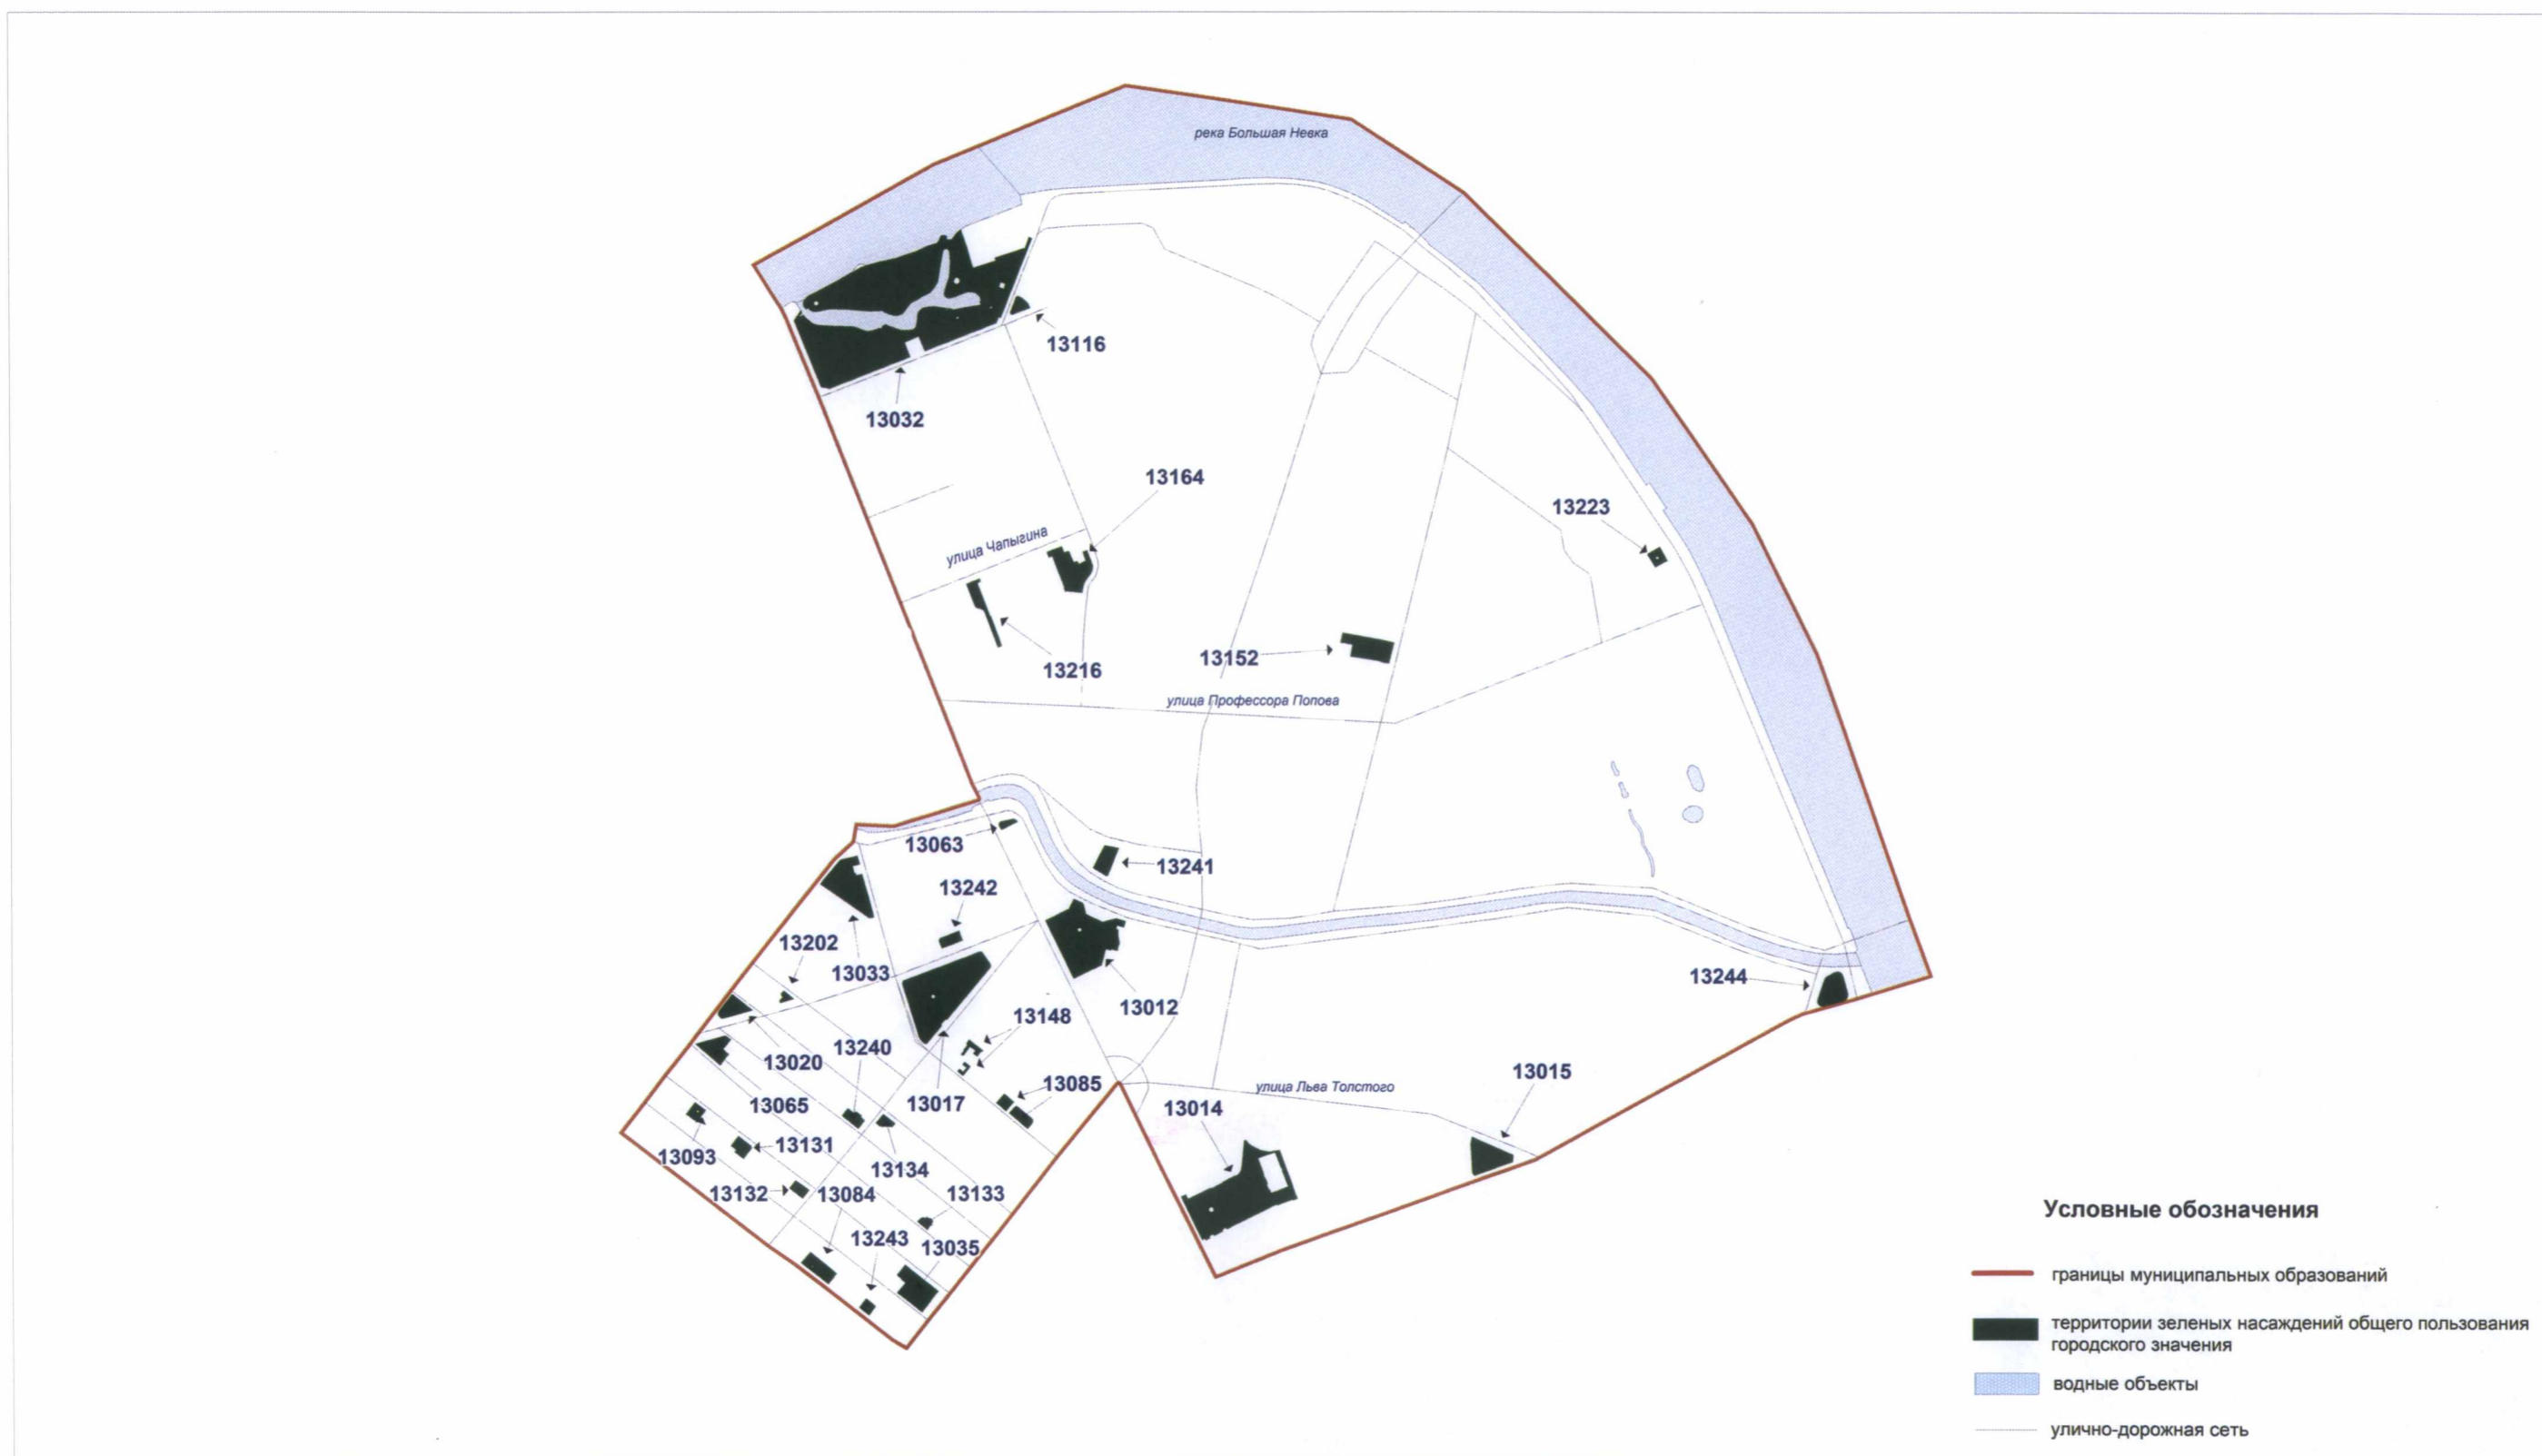 река Большая Невка
13116
13032
13164
13223
улица Чапыгина
13216
13152
улица Профессора Попова
13063
13241
13242
13202
13033
13244
13012
13148
13240
13020
13015
13085
13017
13065
улица Льва Толстого
13014
13131
13093
13134
13132
13084
13133
13243
13035
Условные обозначения
границы муниципальных образований
территории зеленых насаждений общего пользования
городского значения
водные объекты
улично-дорожная сеть